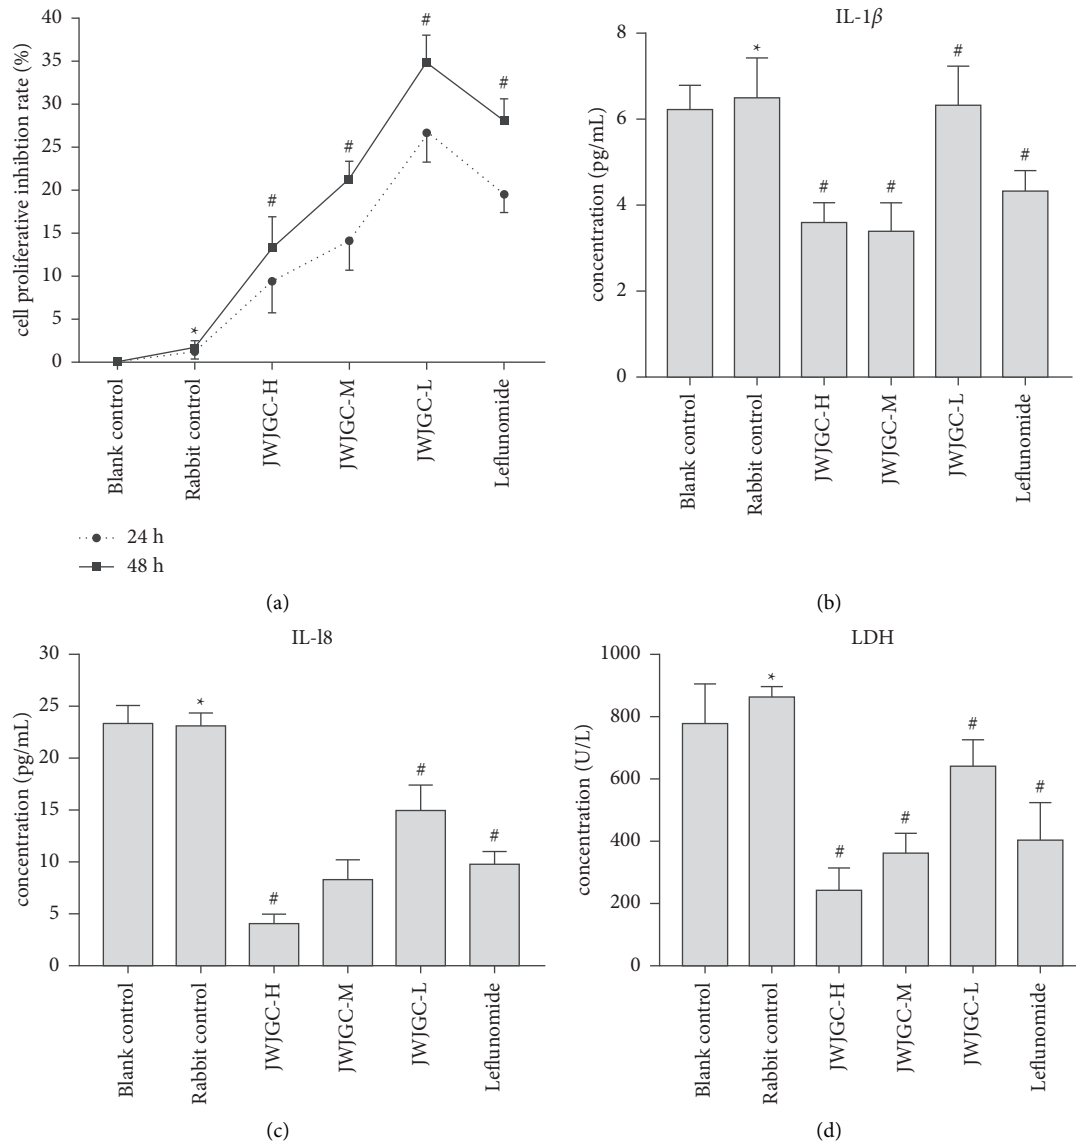 40
35
30
25
20
15
10
5
0
cell proliferative inhibtion rate (%)
*
#
#
#
#
Blank control
Rabbit control
JWJGC-H
JWJGC-M
JWJGC-L
Leflunomide
24 h
48 h
(a)
IL-1β
8
6
4
2
0
concentration (pg/mL)
*
#
#
#
#
Blank control
Rabbit control
JWJGC-H
JWJGC-M
JWJGC-L
Leflunomide
(b)
IL-l8
30
25
20
15
10
5
0
concentration (pg/mL)
*
#
#
#
Blank control
Rabbit control
JWJGC-H
JWJGC-M
JWJGC-L
Leflunomide
(c)
LDH
1000
800
600
400
200
0
concentration (U/L)
*
#
#
#
#
Blank control
Rabbit control
JWJGC-H
JWJGC-M
JWJGC-L
Leflunomide
(d)